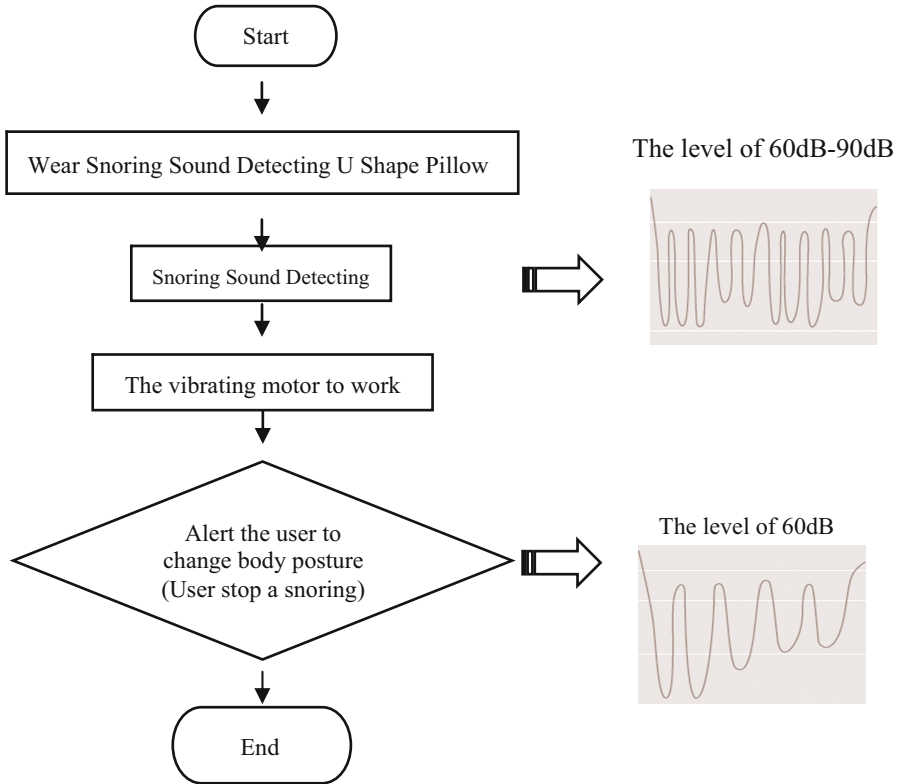 Start
Wear Snoring Sound Detecting U Shape Pillow
The level of 60dB-90dB
Snoring Sound Detecting
The vibrating motor to work
Alert the user to
change body posture
(User stop a snoring)
The level of 60dB
End